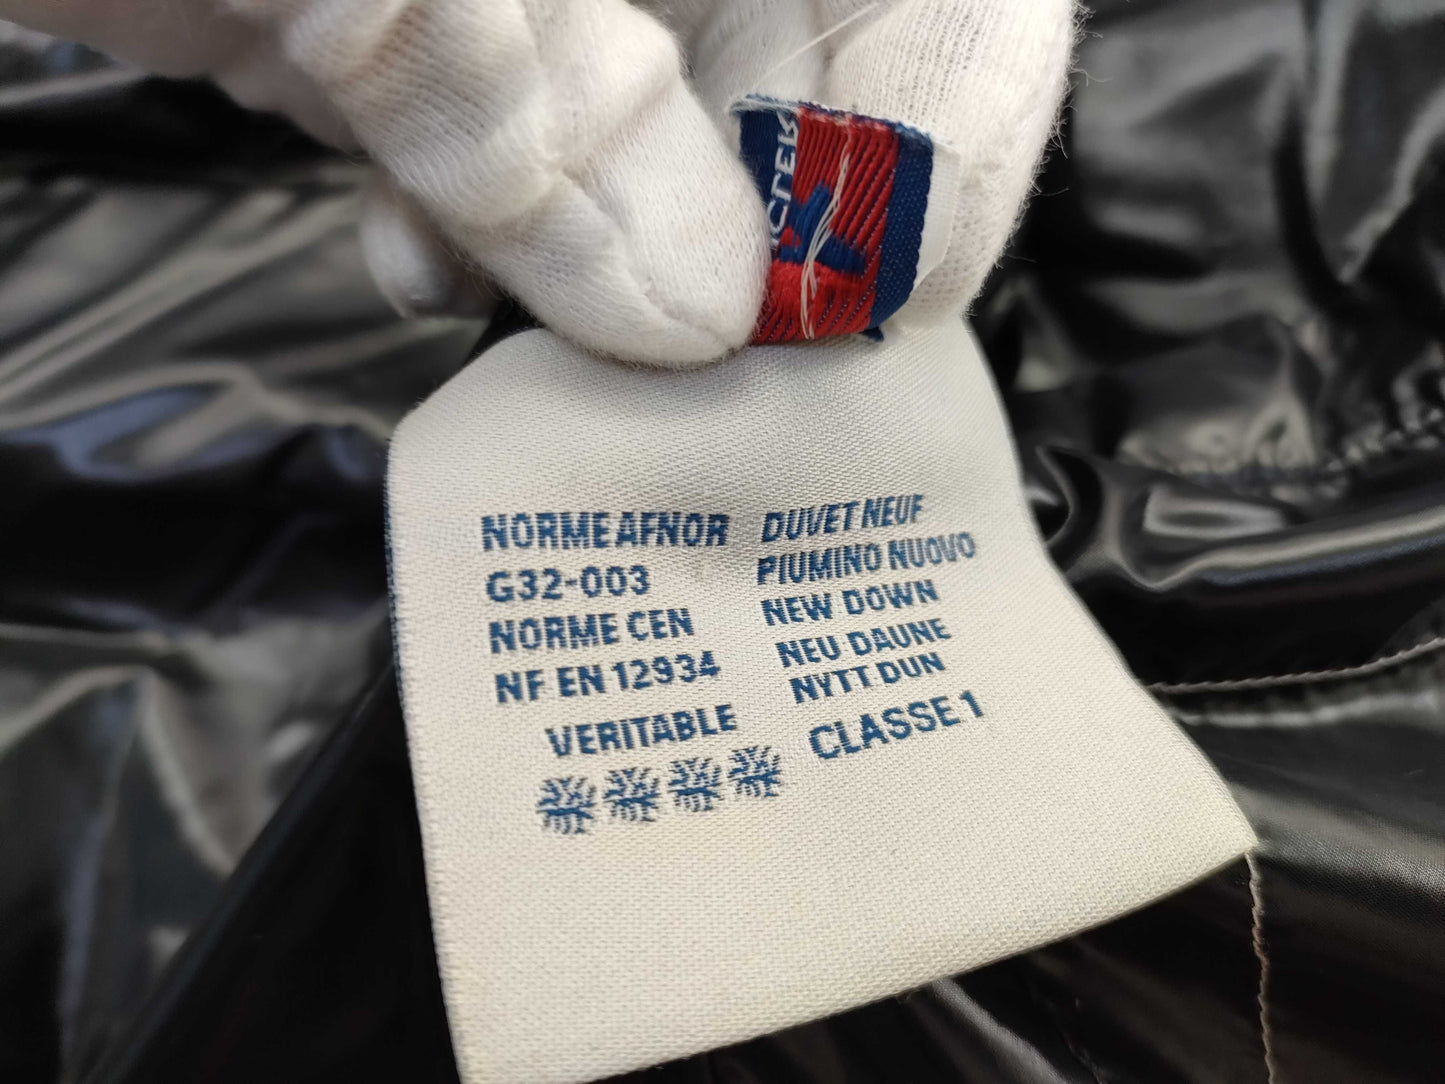 NORME AFNOR
G32-003
NORME CEN
NF EN 12934
VERITABLE
DUVET NEUF
PIUMINO NUOVO
NEW DOWN
NEU DAUNE
NYTT DUN
CLASSE 1